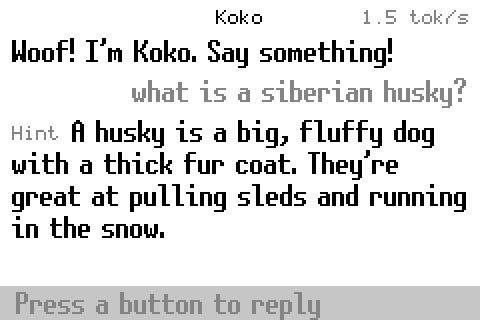 Koko 1.5 tok/s
Woof! I'm Koko. Say something!
what is a siberian husky?
Hint A husky is a big, fluffy dog
with a thick fur coat. They're
great at pulling sleds and running
in the snow.
Press a button to reply